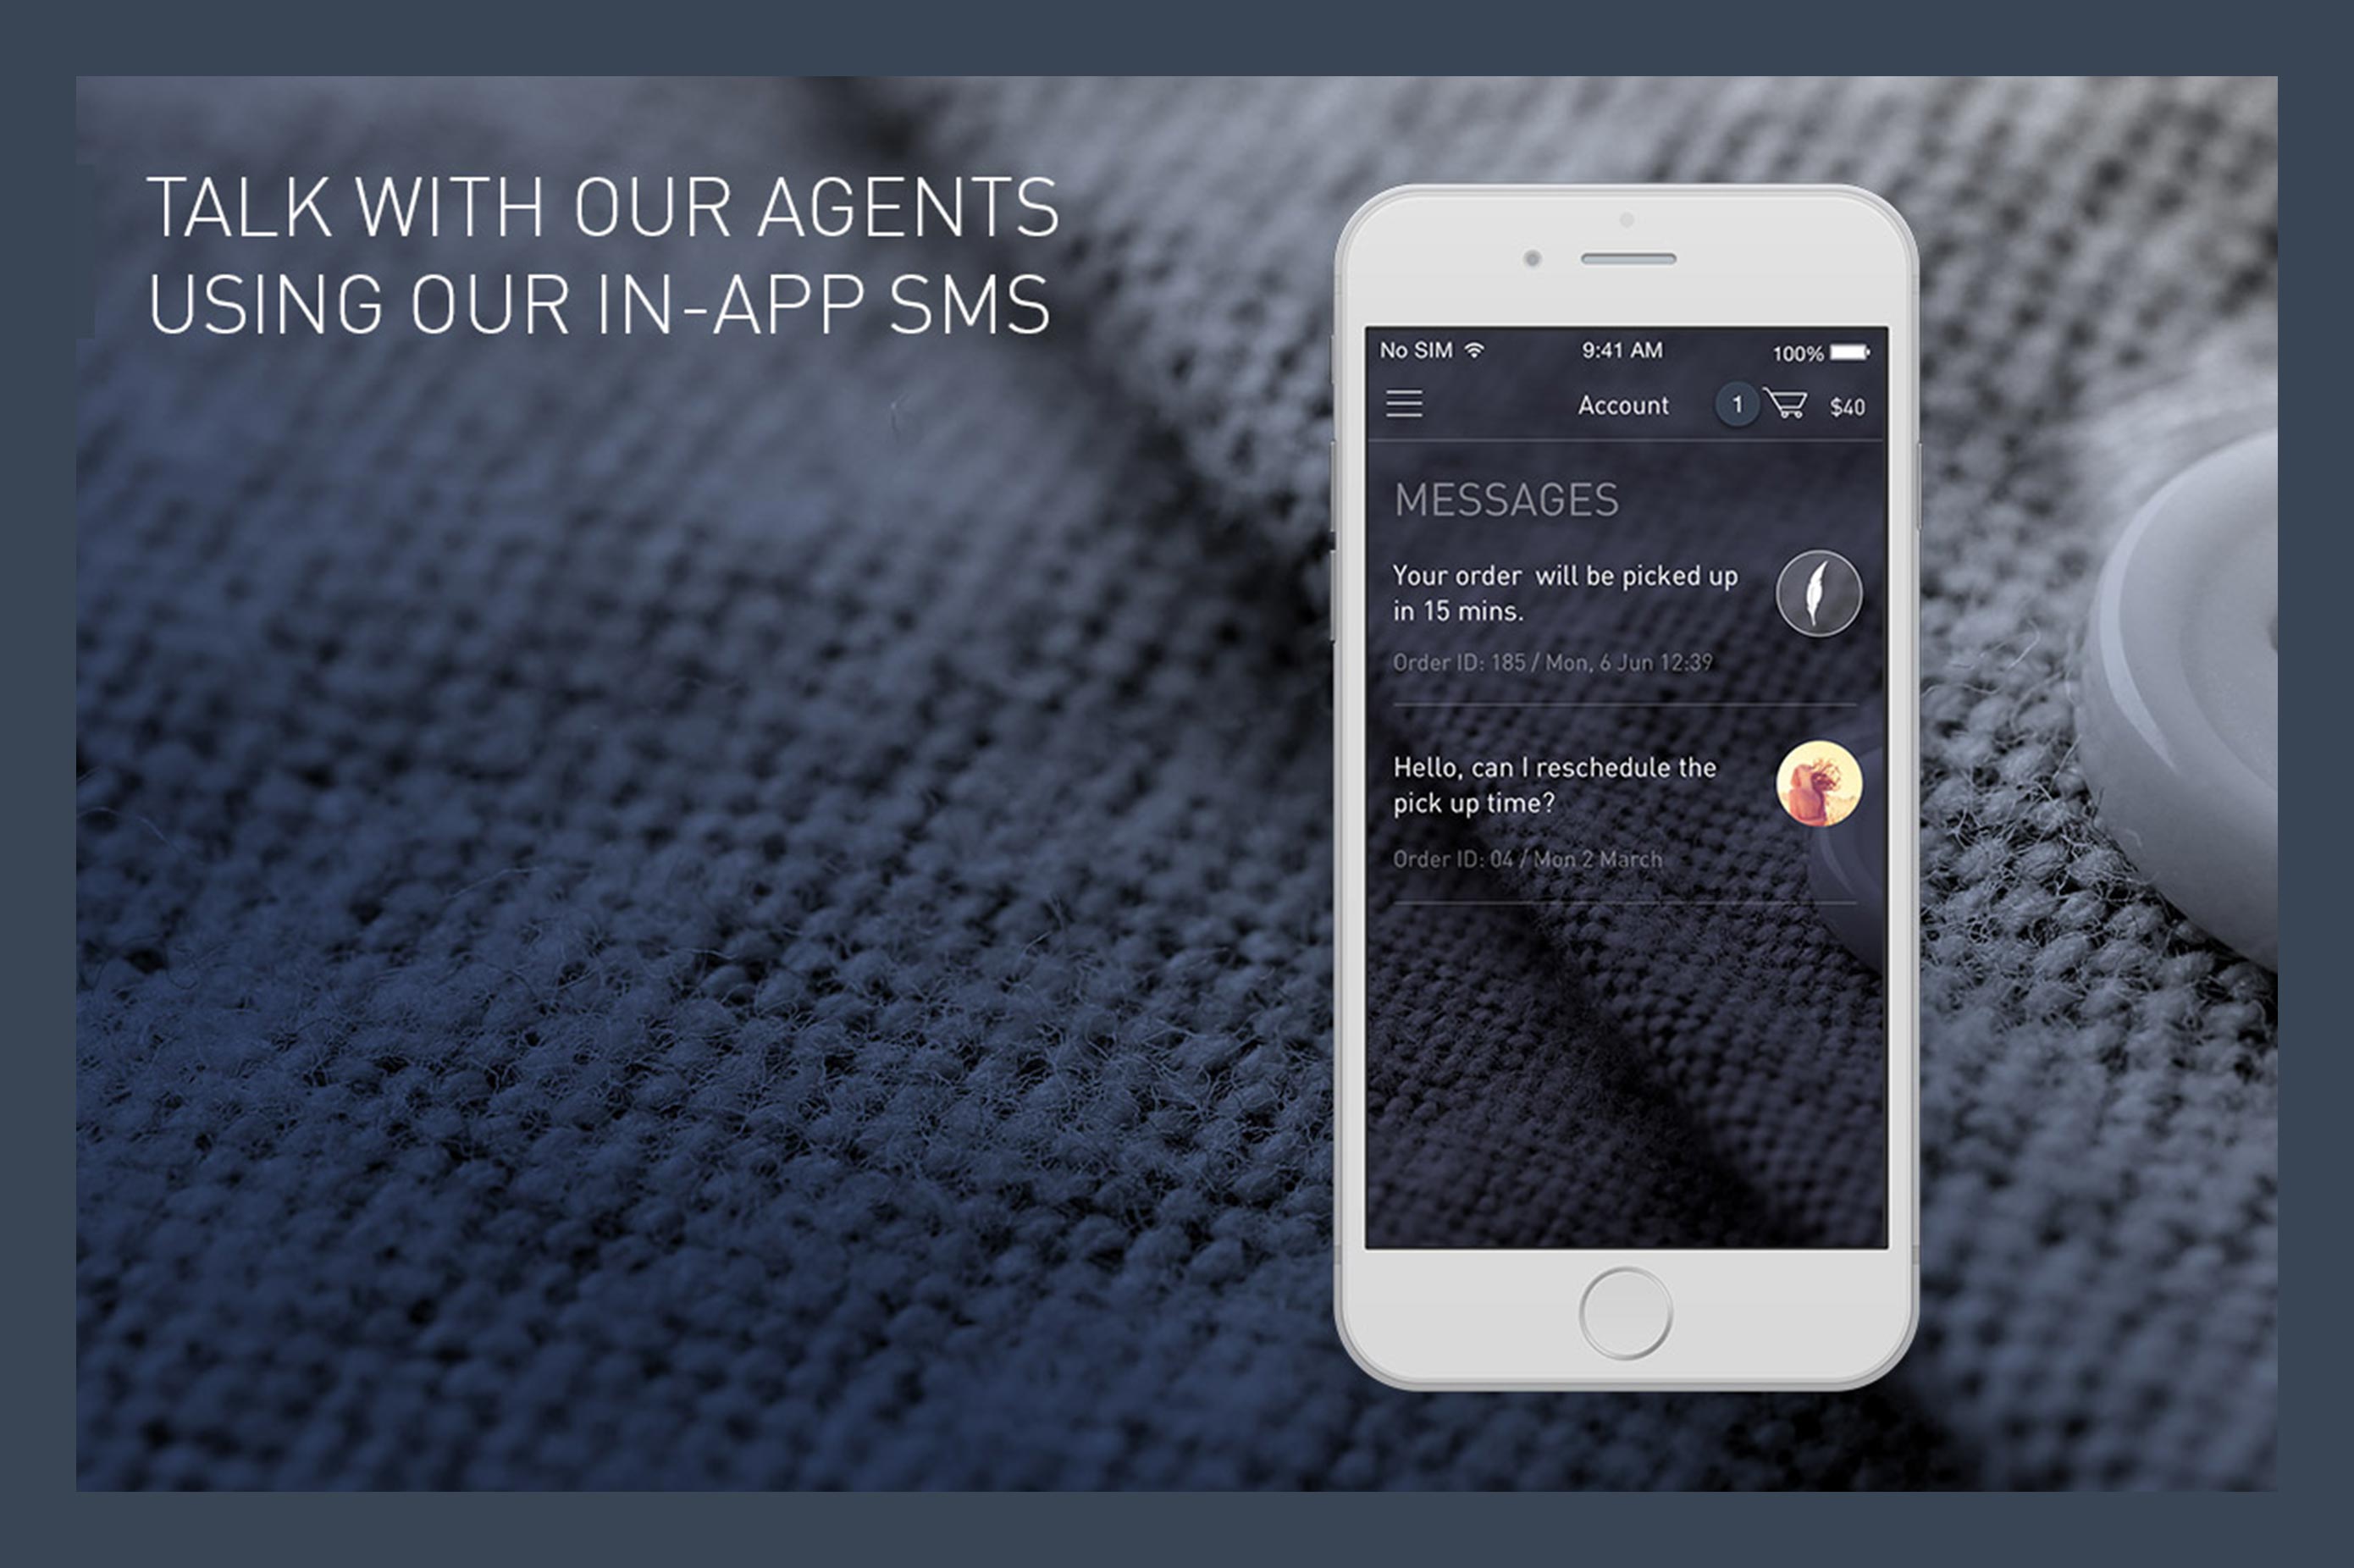 TALK WITH OUR AGENTS
USING OUR IN-APP SMS
No SIM 9:41 AM 100%
Account 1 $40
MESSAGES
Your order will be picked up
in 15 mins.
Order ID: 185 / Mon, 6 Jun 12:39
Hello, can I reschedule the
pick up time?
Order ID: 04 / Mon 2 March